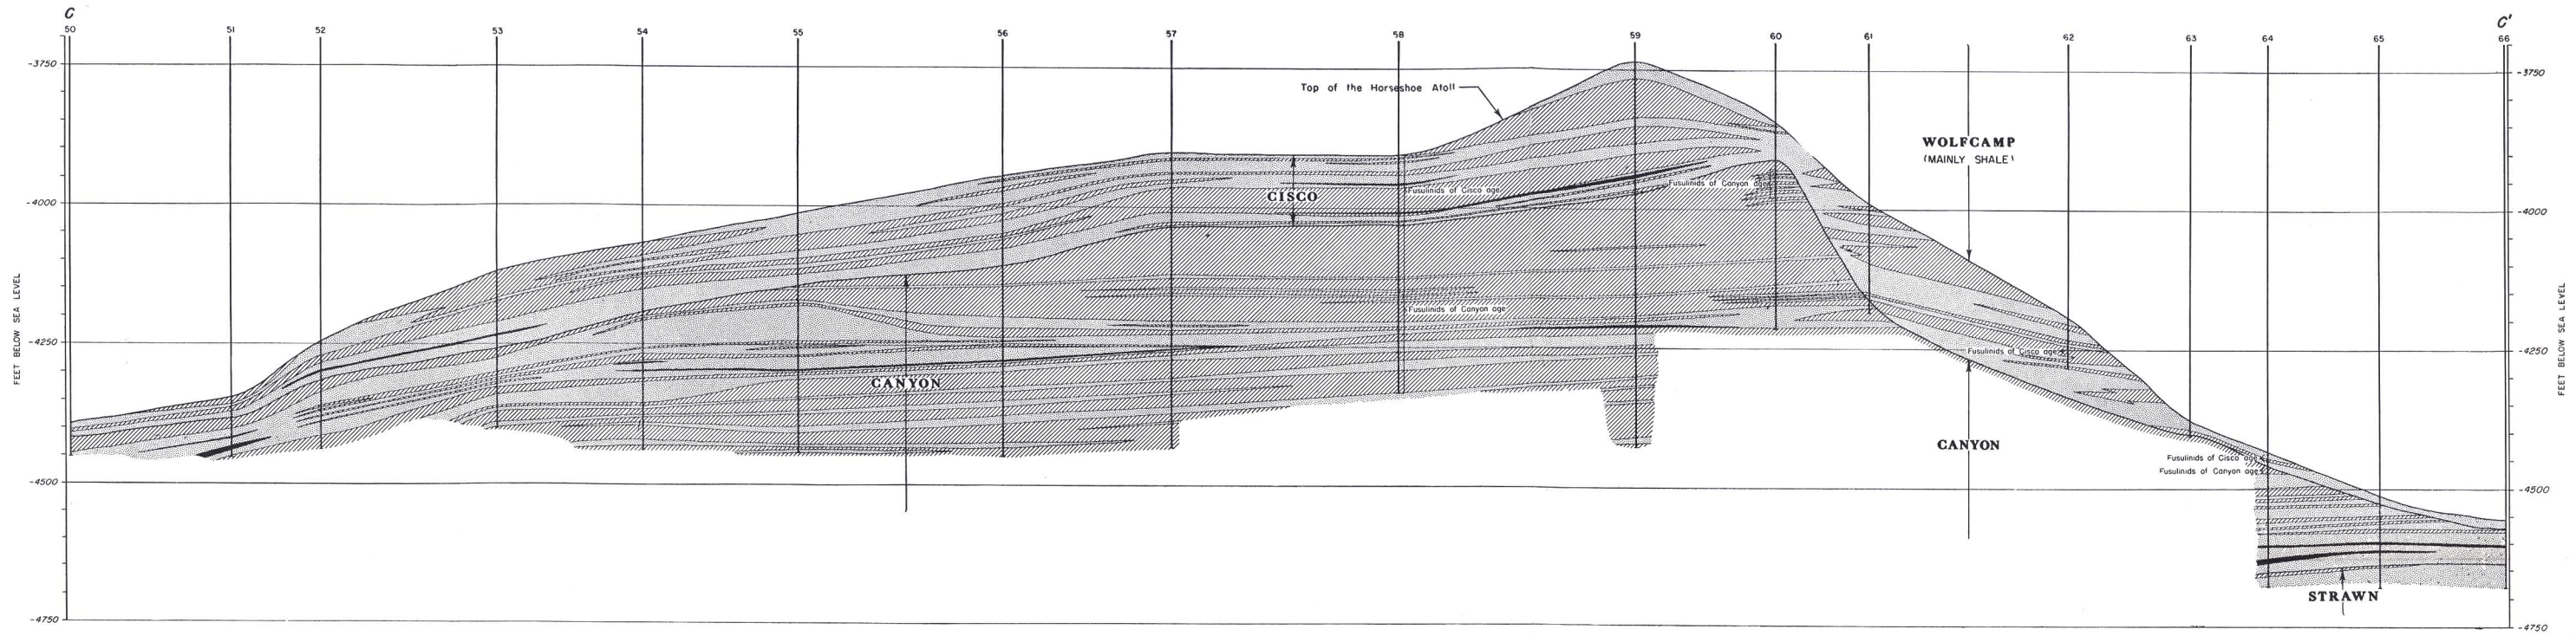 C
C'
50 51 52 53 54 55 56 57 58 59 60 61 62 63 64 65 66
-3750
-3750
Top of the Horseshoe Atoll
WOLFCAMP
(MAINLY SHALE)
Fusulinids of Canyon age
Fusulinids of Cisco age
CISCO
-4000
-4000
FEET BELOW SEA LEVEL
FEET BELOW SEA LEVEL
Fusulinids of Canyon age
-4250
-4250
Fusulinids of Cisco age
CANYON
CANYON
Fusulinids of Cisco age
Fusulinids of Canyon age
-4500
-4500
STRAWN
-4750
-4750